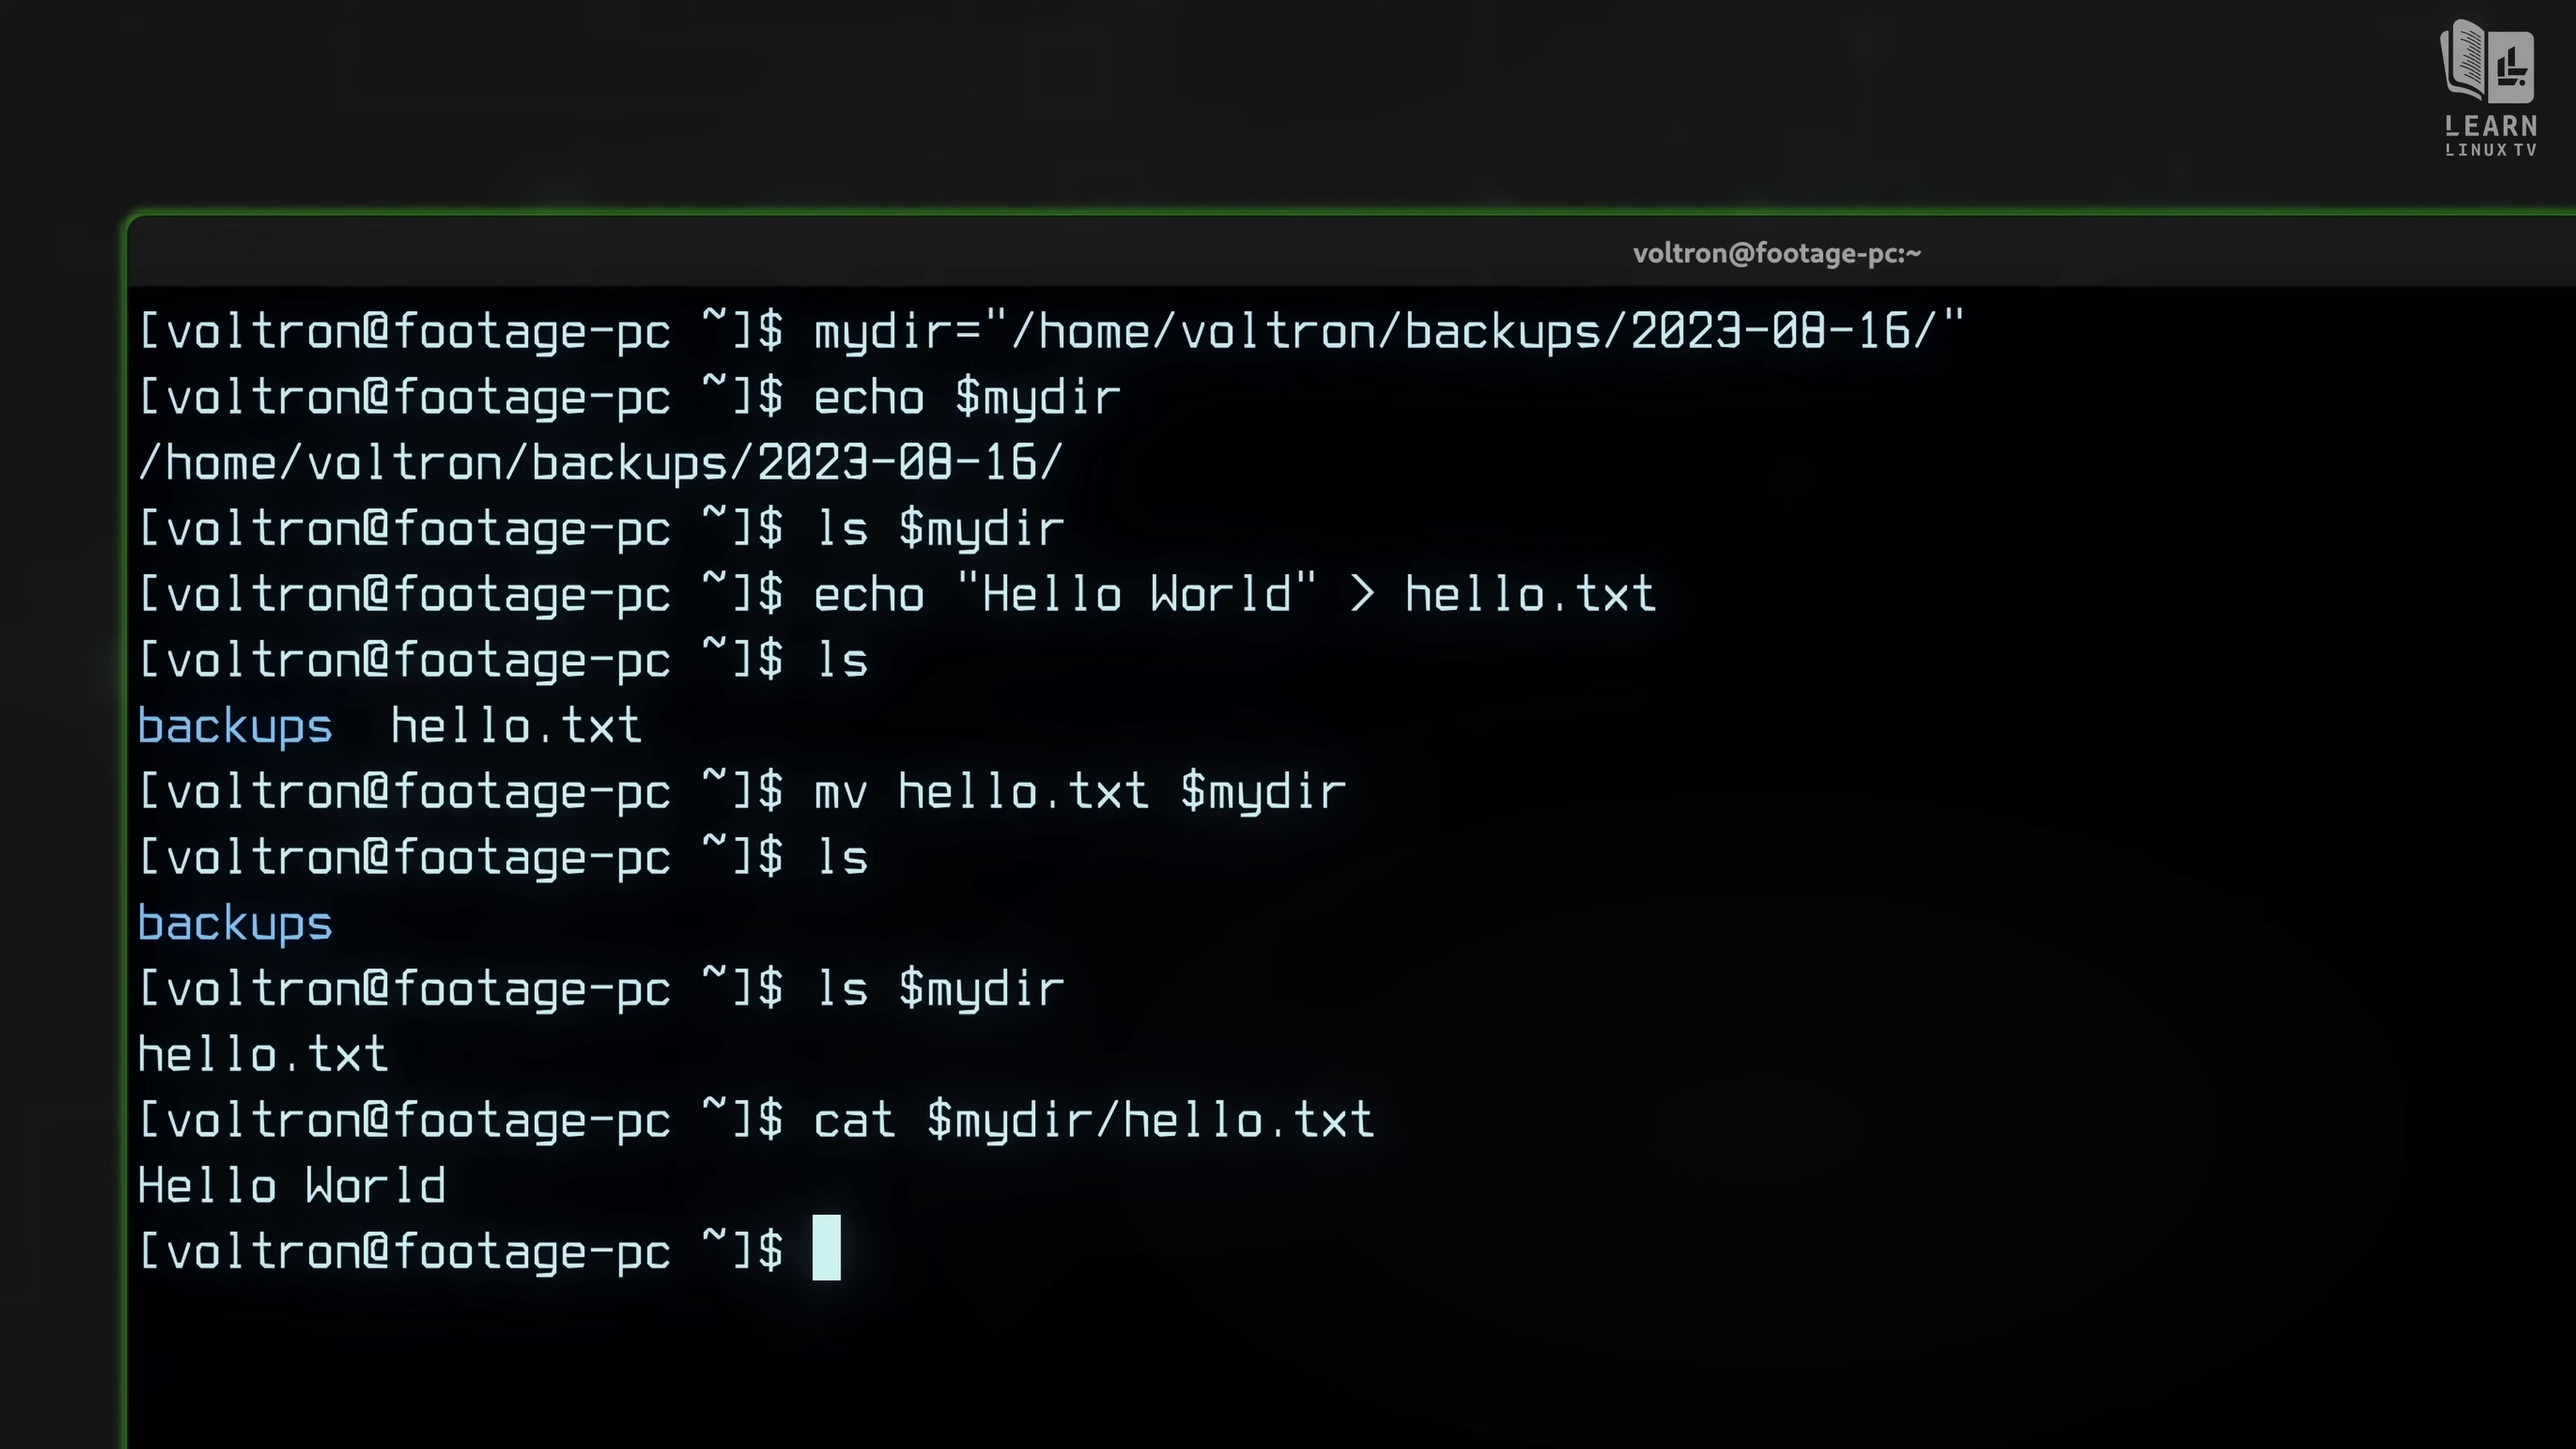 LEARN
LINUX TV
voltron@footage-pc:~
[voltron@footage-pc ~]$ mydir="/home/voltron/backups/2023-08-16/"
[voltron@footage-pc ~]$ echo $mydir
/home/voltron/backups/2023-08-16/
[voltron@footage-pc ~]$ ls $mydir
[voltron@footage-pc ~]$ echo "Hello World" > hello.txt
[voltron@footage-pc ~]$ ls
backups  hello.txt
[voltron@footage-pc ~]$ mv hello.txt $mydir
[voltron@footage-pc ~]$ ls
backups
[voltron@footage-pc ~]$ ls $mydir
hello.txt
[voltron@footage-pc ~]$ cat $mydir/hello.txt
Hello World
[voltron@footage-pc ~]$